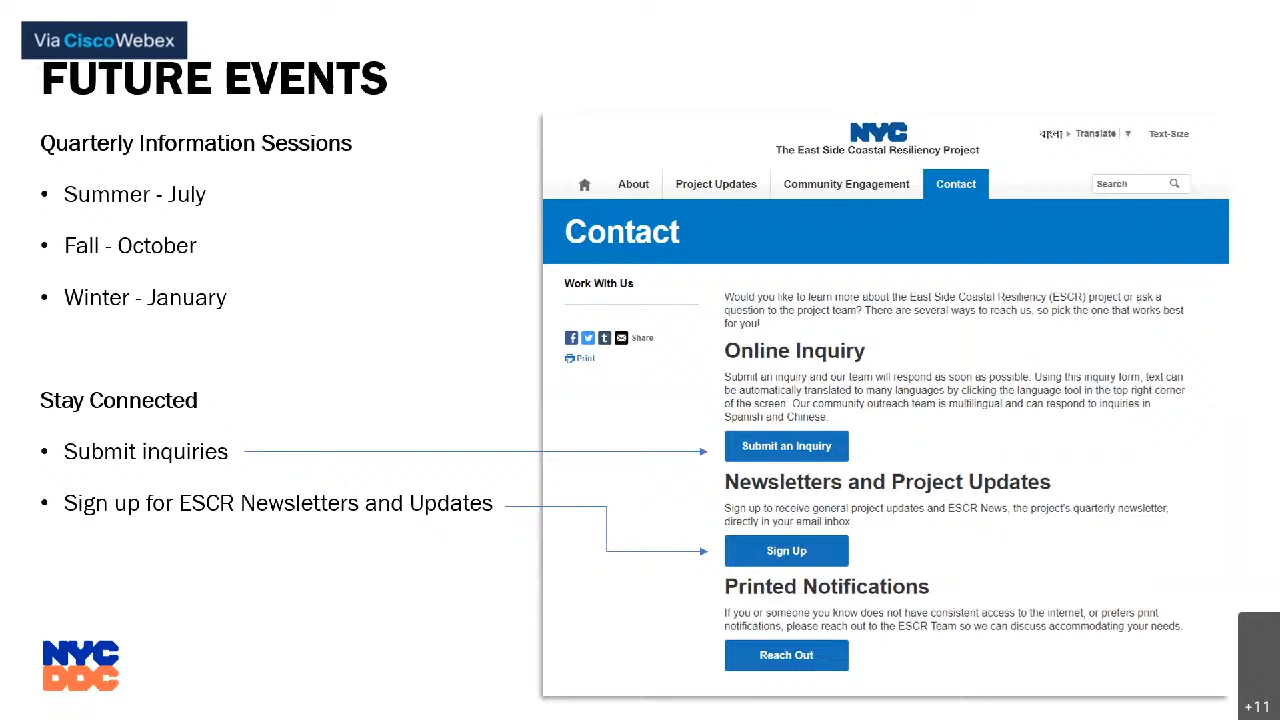 Via CiscoWebex
FUTURE EVENTS
Quarterly Information Sessions
• Summer - July
• Fall - October
• Winter - January
Stay Connected
• Submit inquiries
• Sign up for ESCR Newsletters and Updates
NYC
DDC
NYC
The East Side Coastal Resiliency Project
বাংলা Translate Text-Size
About Project Updates Community Engagement Contact Search
Contact
Work With Us
Share
Print
Would you like to learn more about the East Side Coastal Resiliency (ESCR) project or ask a
question to the project team? There are several ways to reach us, so pick the one that works best
for you!
Online Inquiry
Submit an inquiry and our team will respond as soon as possible. Using this inquiry form, text can
be automatically translated to many languages by clicking the language tool in the top right corner
of the screen. Our community outreach team is multilingual and can respond to inquiries in
Spanish and Chinese.
Submit an Inquiry
Newsletters and Project Updates
Sign up to receive general project updates and ESCR News, the project's quarterly newsletter,
directly in your email inbox
Sign Up
Printed Notifications
If you or someone you know does not have consistent access to the internet, or prefers print
notifications, please reach out to the ESCR Team so we can discuss accommodating your needs.
Reach Out
+11